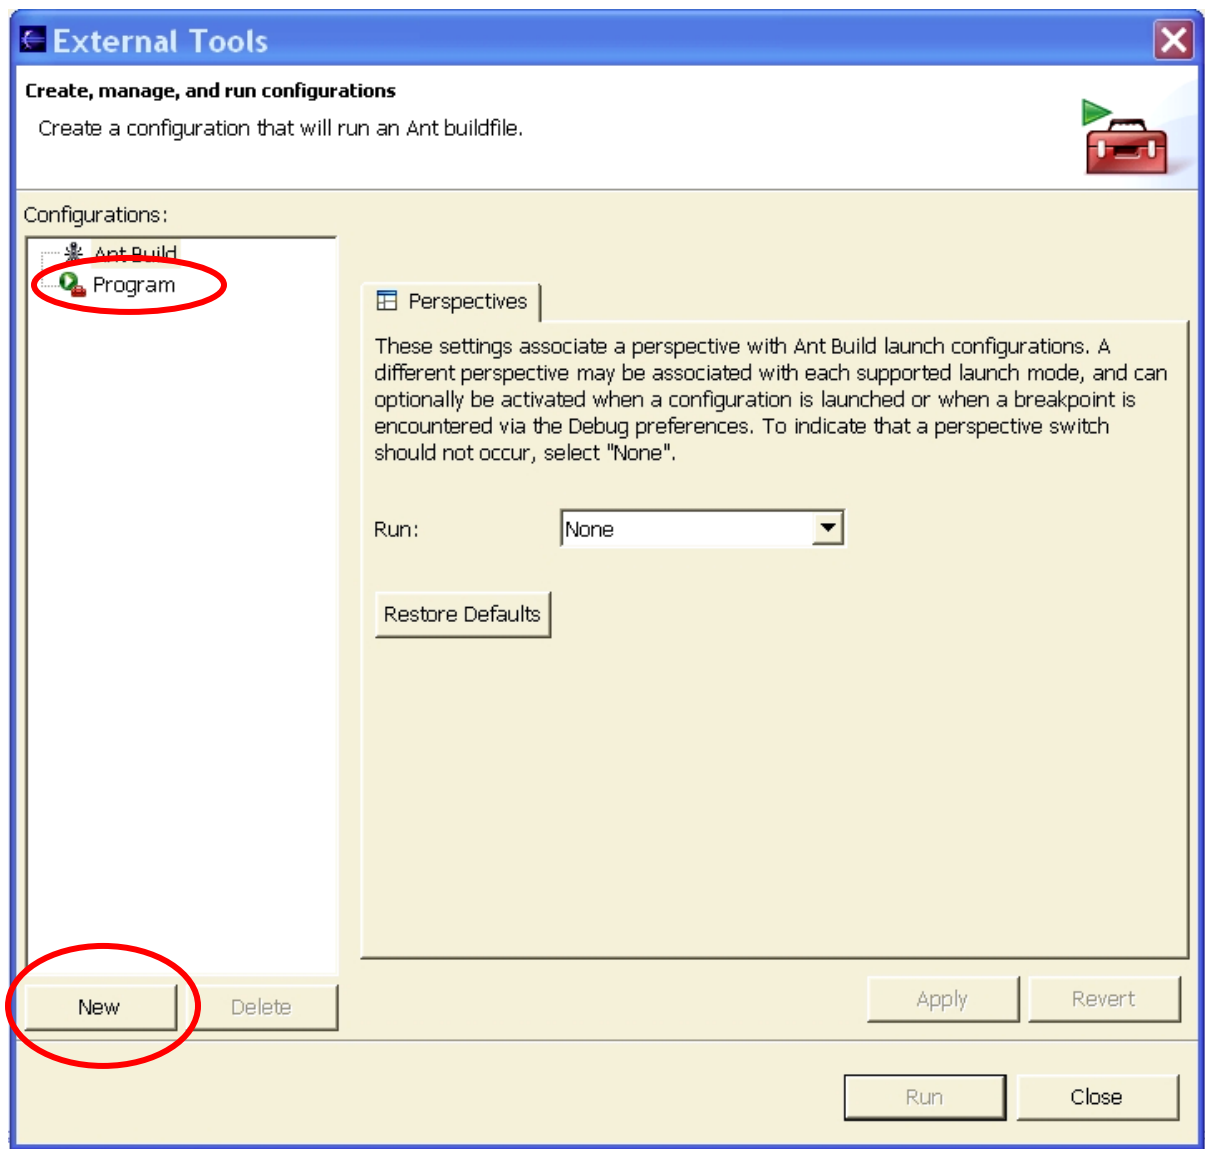 External Tools
Create, manage, and run configurations
Create a configuration that will run an Ant buildfile.
Configurations:
Ant Build
Program
Perspectives
These settings associate a perspective with Ant Build launch configurations. A
different perspective may be associated with each supported launch mode, and can
optionally be activated when a configuration is launched or when a breakpoint is
encountered via the Debug preferences. To indicate that a perspective switch
should not occur, select "None".
Run:
None
Restore Defaults
New
Delete
Apply
Revert
Run
Close